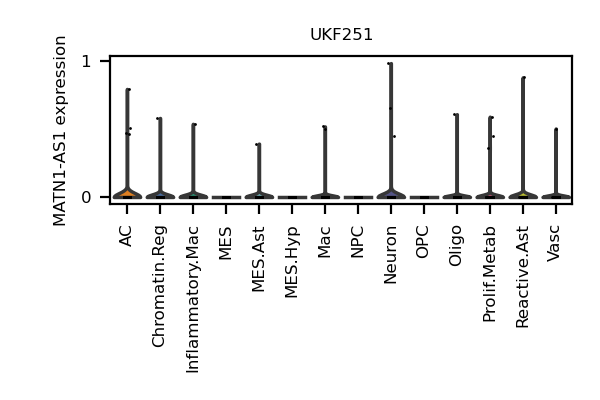 UKF251
MATN1-AS1 expression
1
0
AC
Chromatin.Reg
Inflammatory.Mac
MES
MES.Ast
MES.Hyp
Mac
NPC
Neuron
OPC
Oligo
Prolif.Metab
Reactive.Ast
Vasc